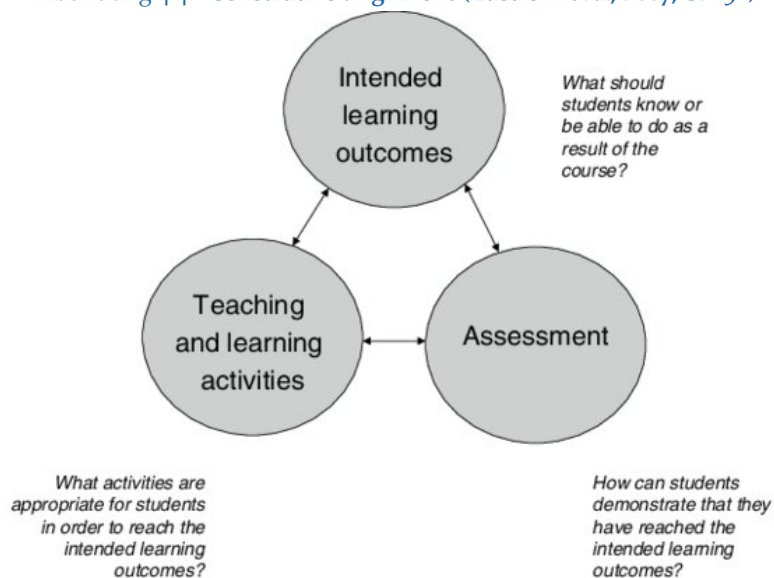 Constructive alignment
Intended
learning
outcomes
What should
students know or
be able to do as a
result of the
course?
Teaching
and learning
activities
Assessment
What activities are
appropriate for students
in order to reach the
intended learning
outcomes?
How can students
demonstrate that they
have reached the
intended learning
outcomes?